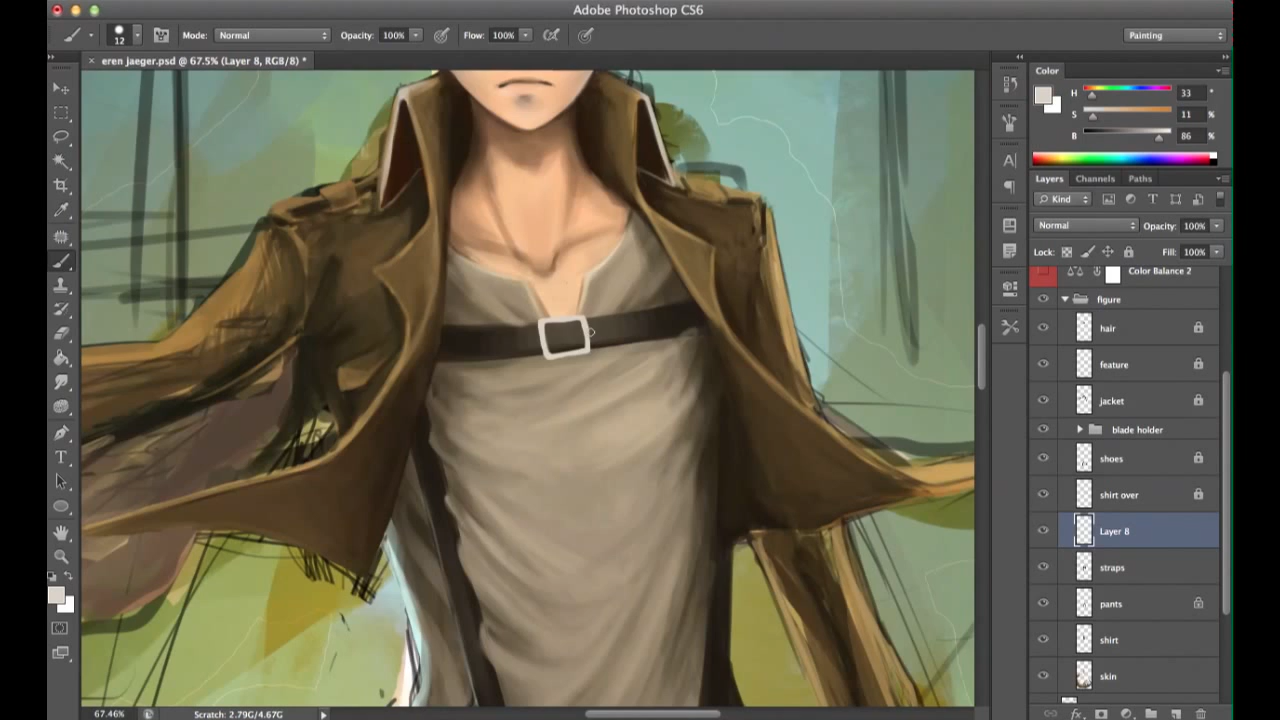 Adobe Photoshop CS6
12
Mode: Normal
Opacity: 100%
Flow: 100%
Painting
× eren jaeger.psd @ 67.5% (Layer 8, RGB/8) *
Color
H 33 °
S 11 %
B 86 %
Layers Channels Paths
Kind
Normal Opacity: 100%
Lock: Fill: 100%
Color Balance 2
figure
hair
feature
jacket
blade holder
shoes
shirt over
Layer 8
straps
pants
shirt
skin
67.46% Scratch: 2.79G/4.67G